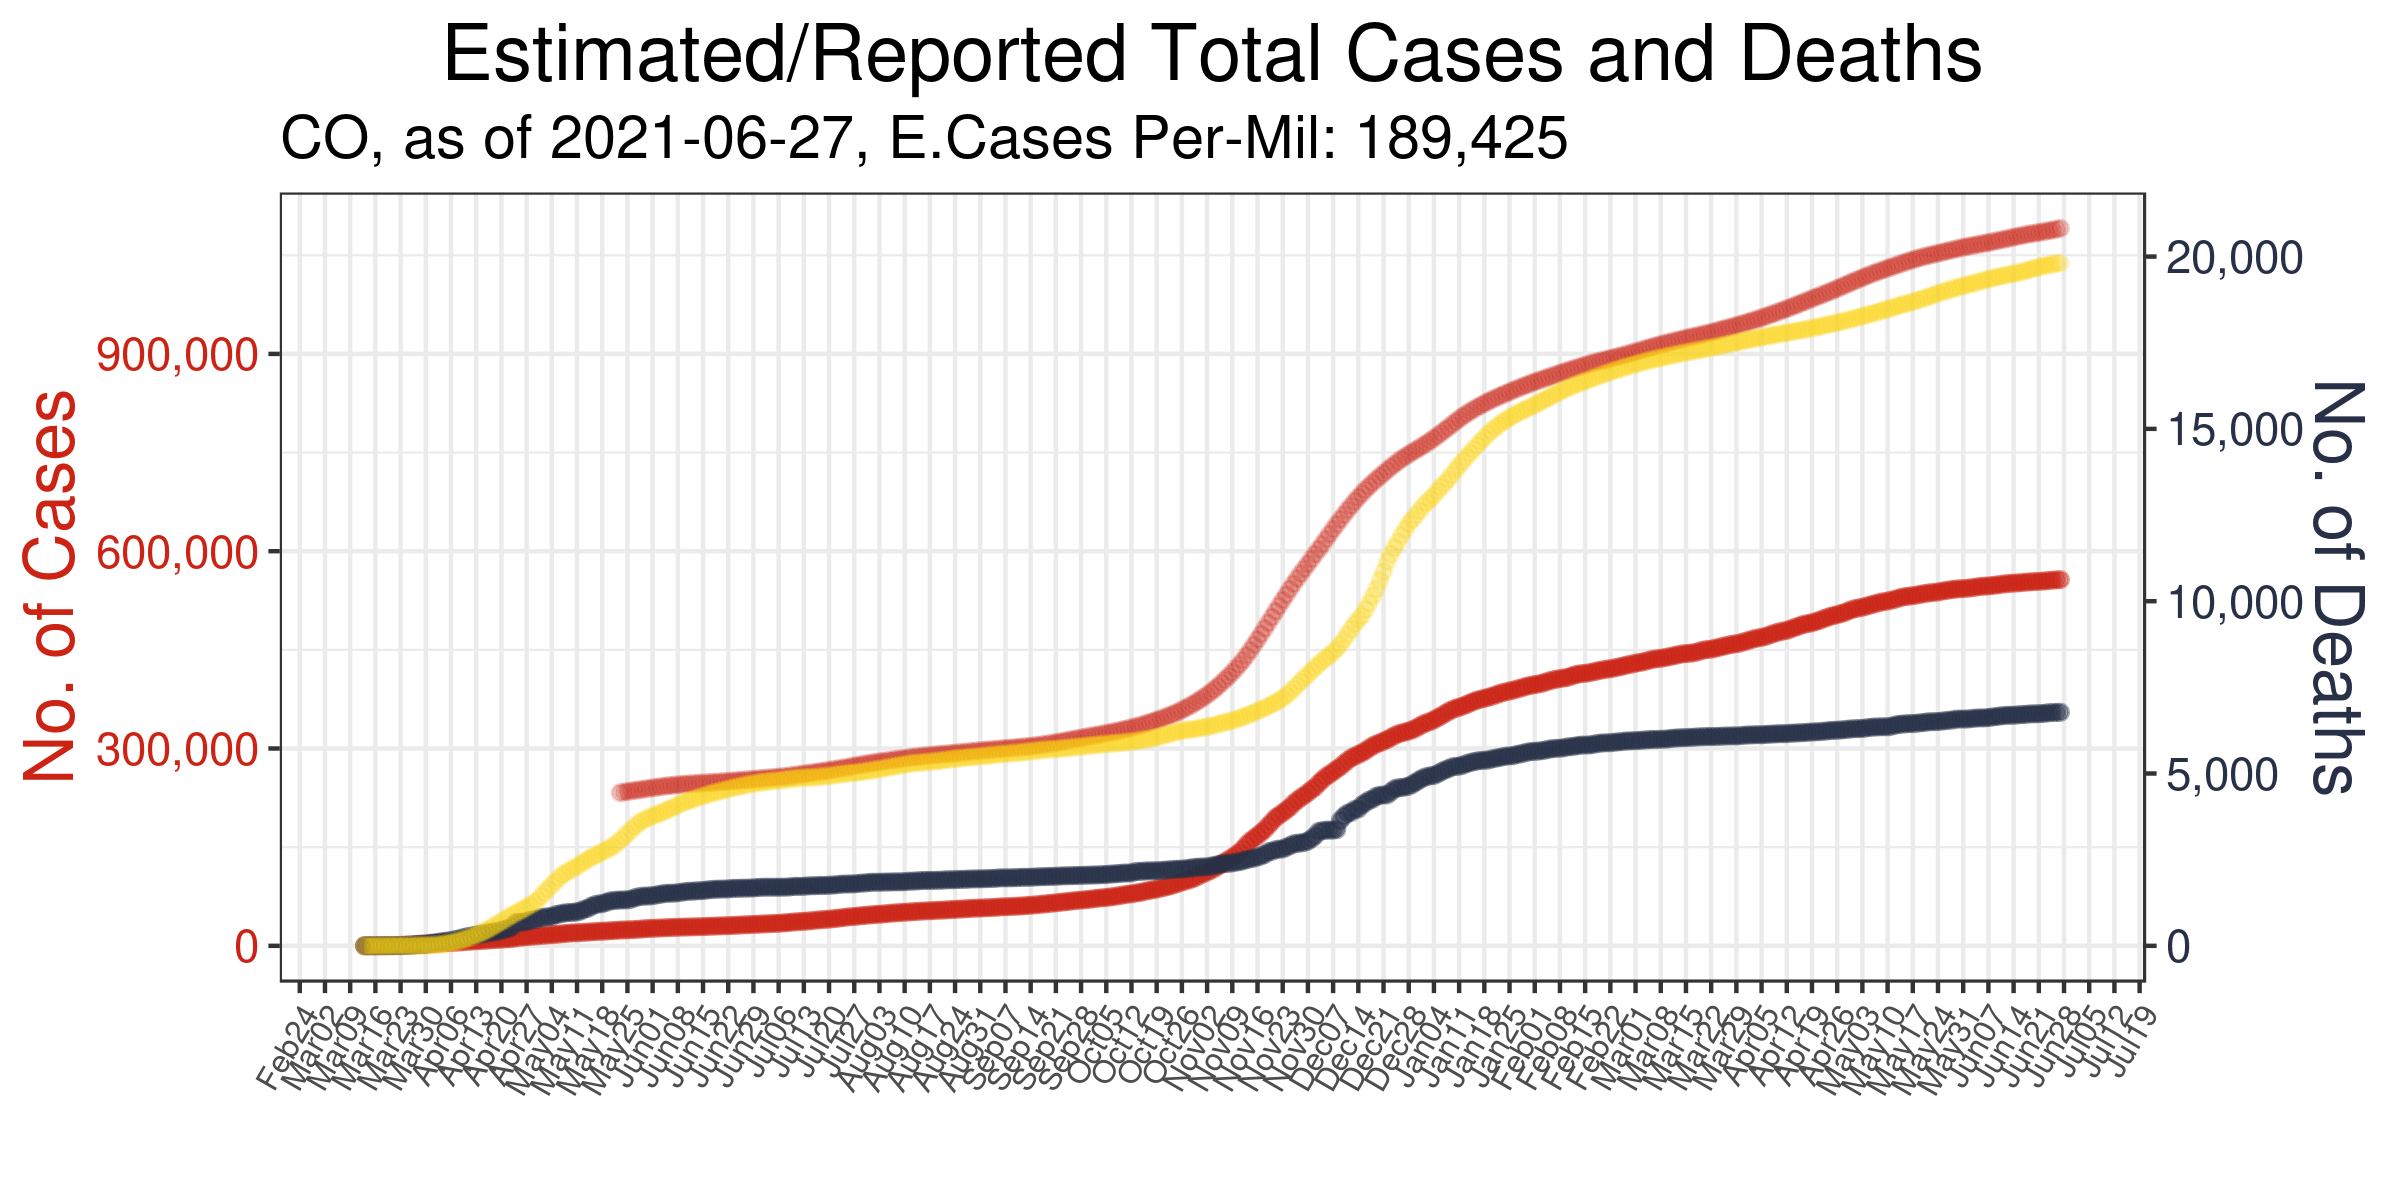 Estimated/Reported Total Cases and Deaths
CO, as of 2021-06-27, E.Cases Per-Mil: 189,425
No. of Cases
900,000
600,000
300,000
0
20,000
15,000
10,000
5,000
0
No. of Deaths
Feb24
Mar02
Mar09
Mar16
Mar23
Mar30
Apr06
Apr13
Apr20
Apr27
May04
May11
May18
May25
Jun01
Jun08
Jun15
Jun22
Jun29
Jul06
Jul13
Jul20
Jul27
Aug03
Aug10
Aug17
Aug24
Aug31
Sep07
Sep14
Sep21
Sep28
Oct05
Oct12
Oct19
Oct26
Nov02
Nov09
Nov16
Nov23
Nov30
Dec07
Dec14
Dec21
Dec28
Jan04
Jan11
Jan18
Jan25
Feb01
Feb08
Feb15
Feb22
Mar01
Mar08
Mar15
Mar22
Mar29
Apr05
Apr12
Apr19
Apr26
May03
May10
May17
May24
May31
Jun07
Jun14
Jun21
Jun28
Jul05
Jul12
Jul19